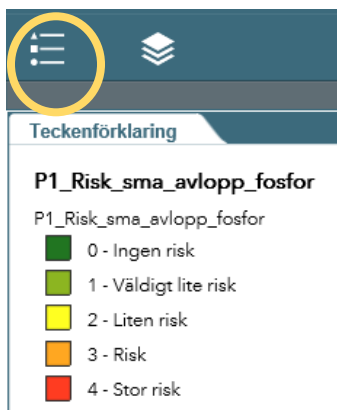 Teckenförklaring
P1_Risk_sma_avlopp_fosfor
P1_Risk_sma_avlopp_fosfor
0 - Ingen risk
1 - Väldigt lite risk
2 - Liten risk
3 - Risk
4 - Stor risk